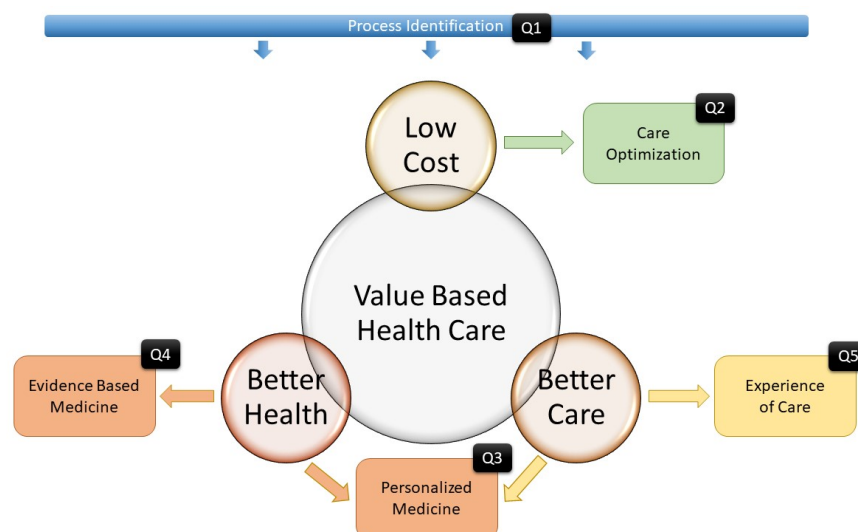 Process Identification
Q1
Low
Cost
Q2
Care
Optimization
Value Based
Health Care
Q4
Evidence Based
Medicine
Better
Health
Better
Care
Q5
Experience
of Care
Q3
Personalized
Medicine